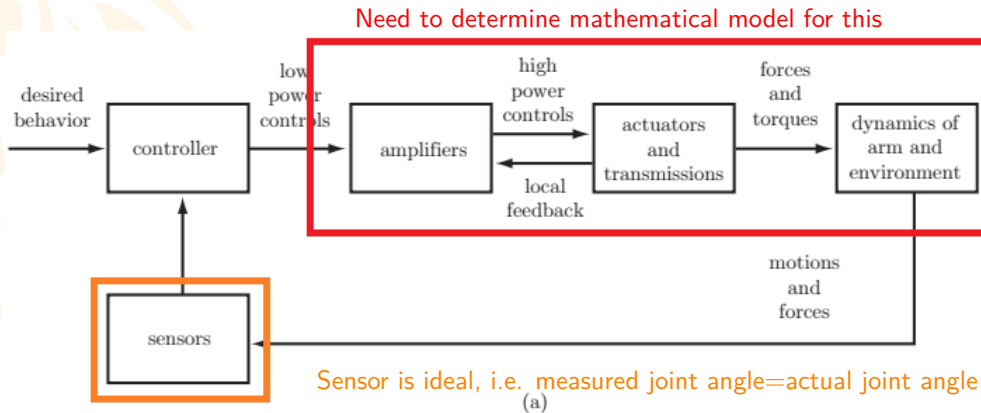 Need to determine mathematical model for this
desired
behavior
controller
low
power
controls
amplifiers
high
power
controls
local
feedback
actuators
and
transmissions
forces
and
torques
dynamics of
arm and
environment
motions
and
forces
sensors
Sensor is ideal, i.e. measured joint angle=actual joint angle
(a)